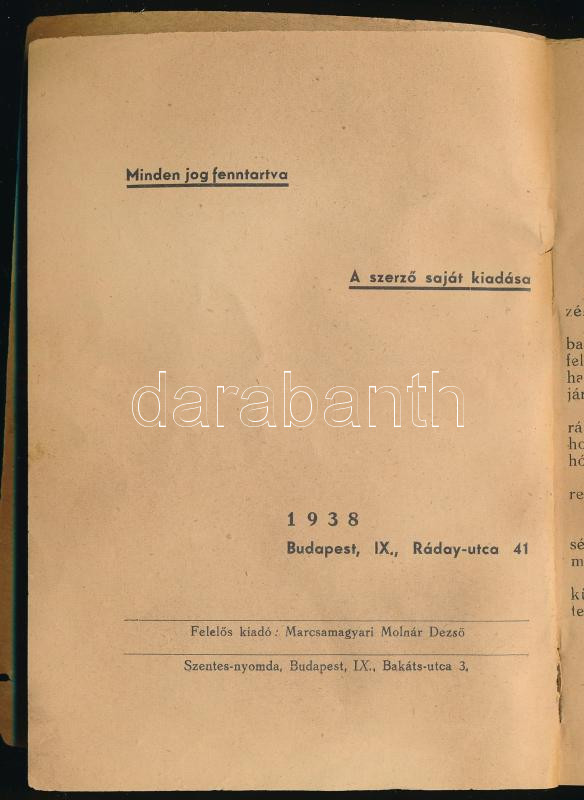 Minden jog fenntartva
A szerző saját kiadása
darabanth
1938
Budapest, IX., Ráday-utca 41
Felelős kiadó: Marcsamagyari Molnár Dezső
Szentes-nyomda, Budapest, IX., Bakáts-utca 3.